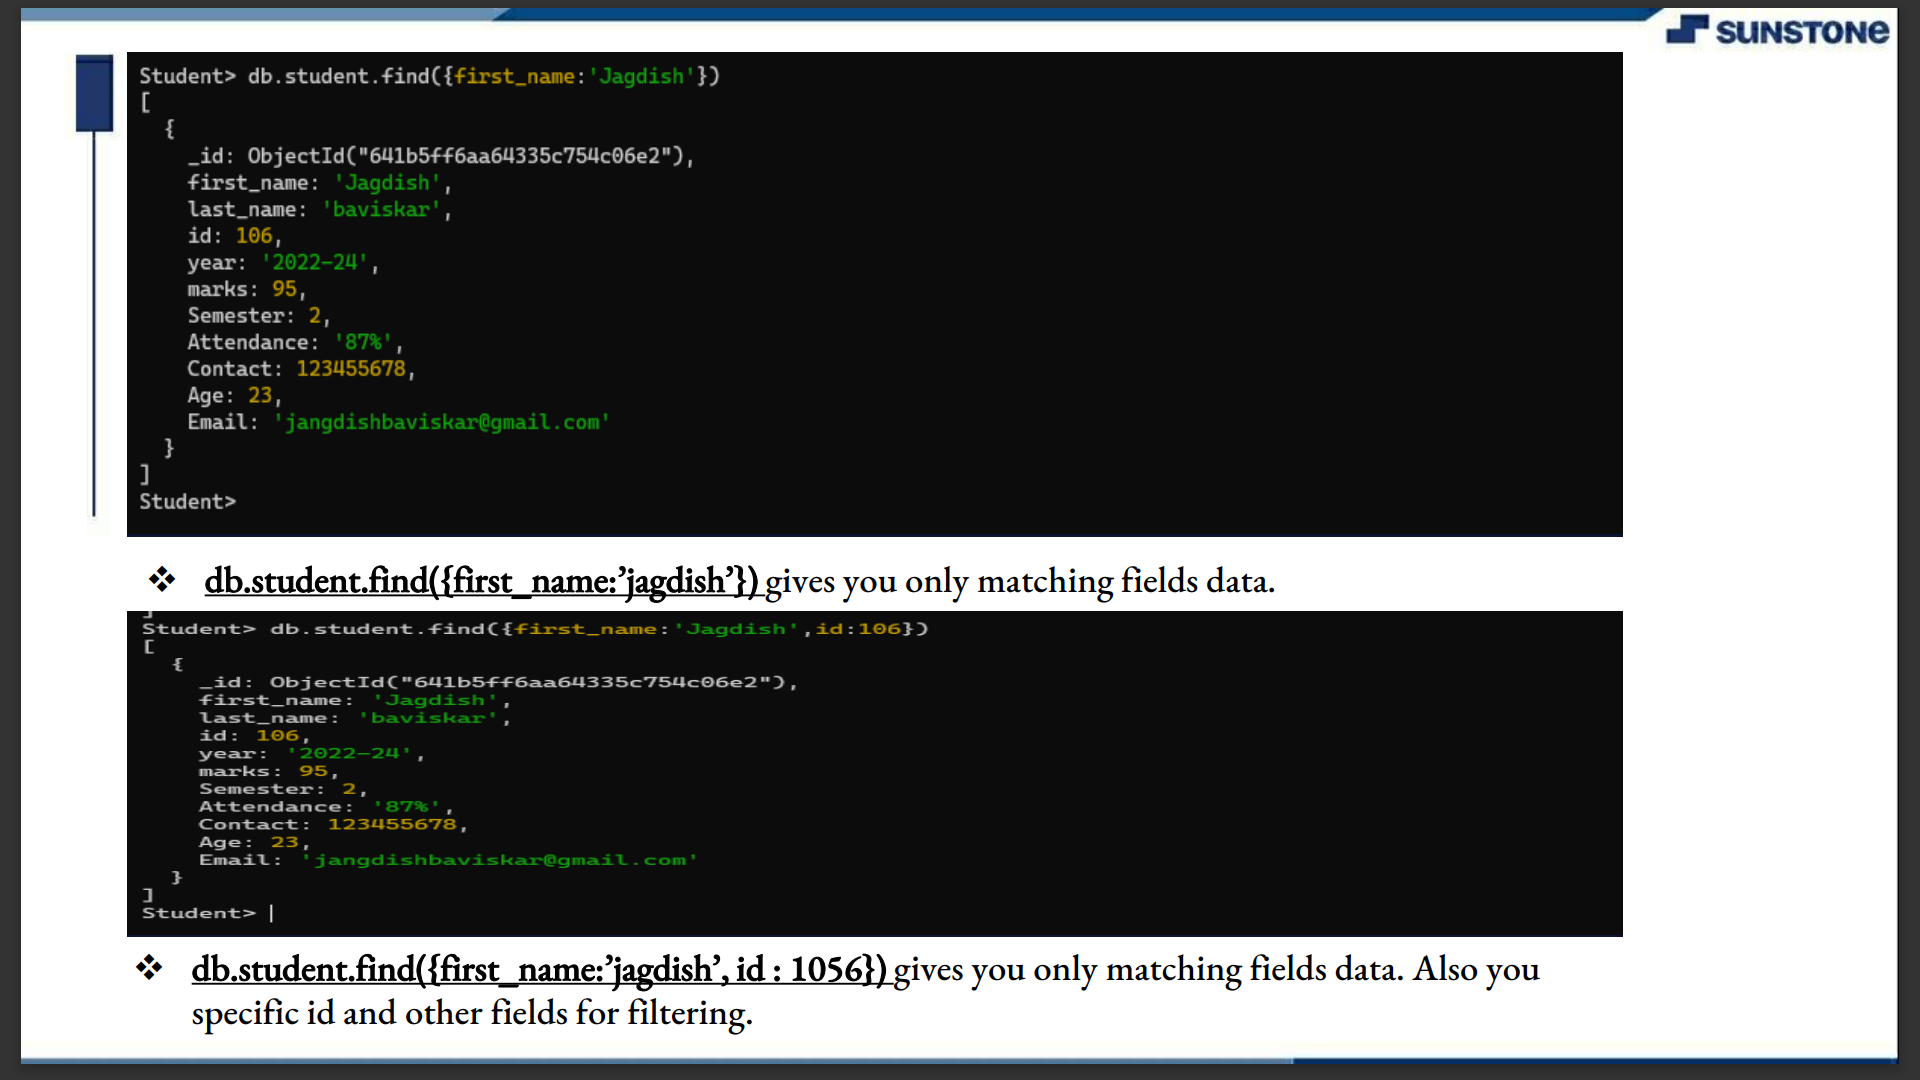 SUNSTONE
Student> db.student.find({first_name:'Jagdish'})
[
{
_id: ObjectId("641b5ff6aa64335c754c06e2"),
first_name: 'Jagdish',
last_name: 'baviskar',
id: 106,
year: '2022-24',
marks: 95,
Semester: 2,
Attendance: '87%',
Contact: 123455678,
Age: 23,
Email: 'jangdishbaviskar@gmail.com'
}
]
Student>
❖ db.student.find({first_name:’jagdish’}) gives you only matching fields data.
]
Student> db.student.find({first_name:'Jagdish',id:106})
[
{
_id: ObjectId("641b5ff6aa64335c754c06e2"),
first_name: 'Jagdish',
last_name: 'baviskar',
id: 106,
year: '2022-24',
marks: 95,
Semester: 2,
Attendance: '87%',
Contact: 123455678,
Age: 23,
Email: 'jangdishbaviskar@gmail.com'
}
]
Student> |
❖ db.student.find({first_name:’jagdish’, id : 1056}) gives you only matching fields data. Also you
specific id and other fields for filtering.